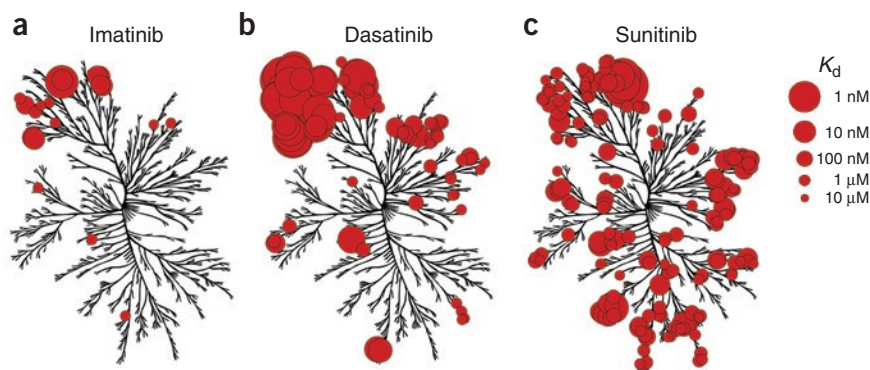 a Imatinib
b Dasatinib
c Sunitinib
Kd
1 nM
10 nM
100 nM
1 μM
10 μM